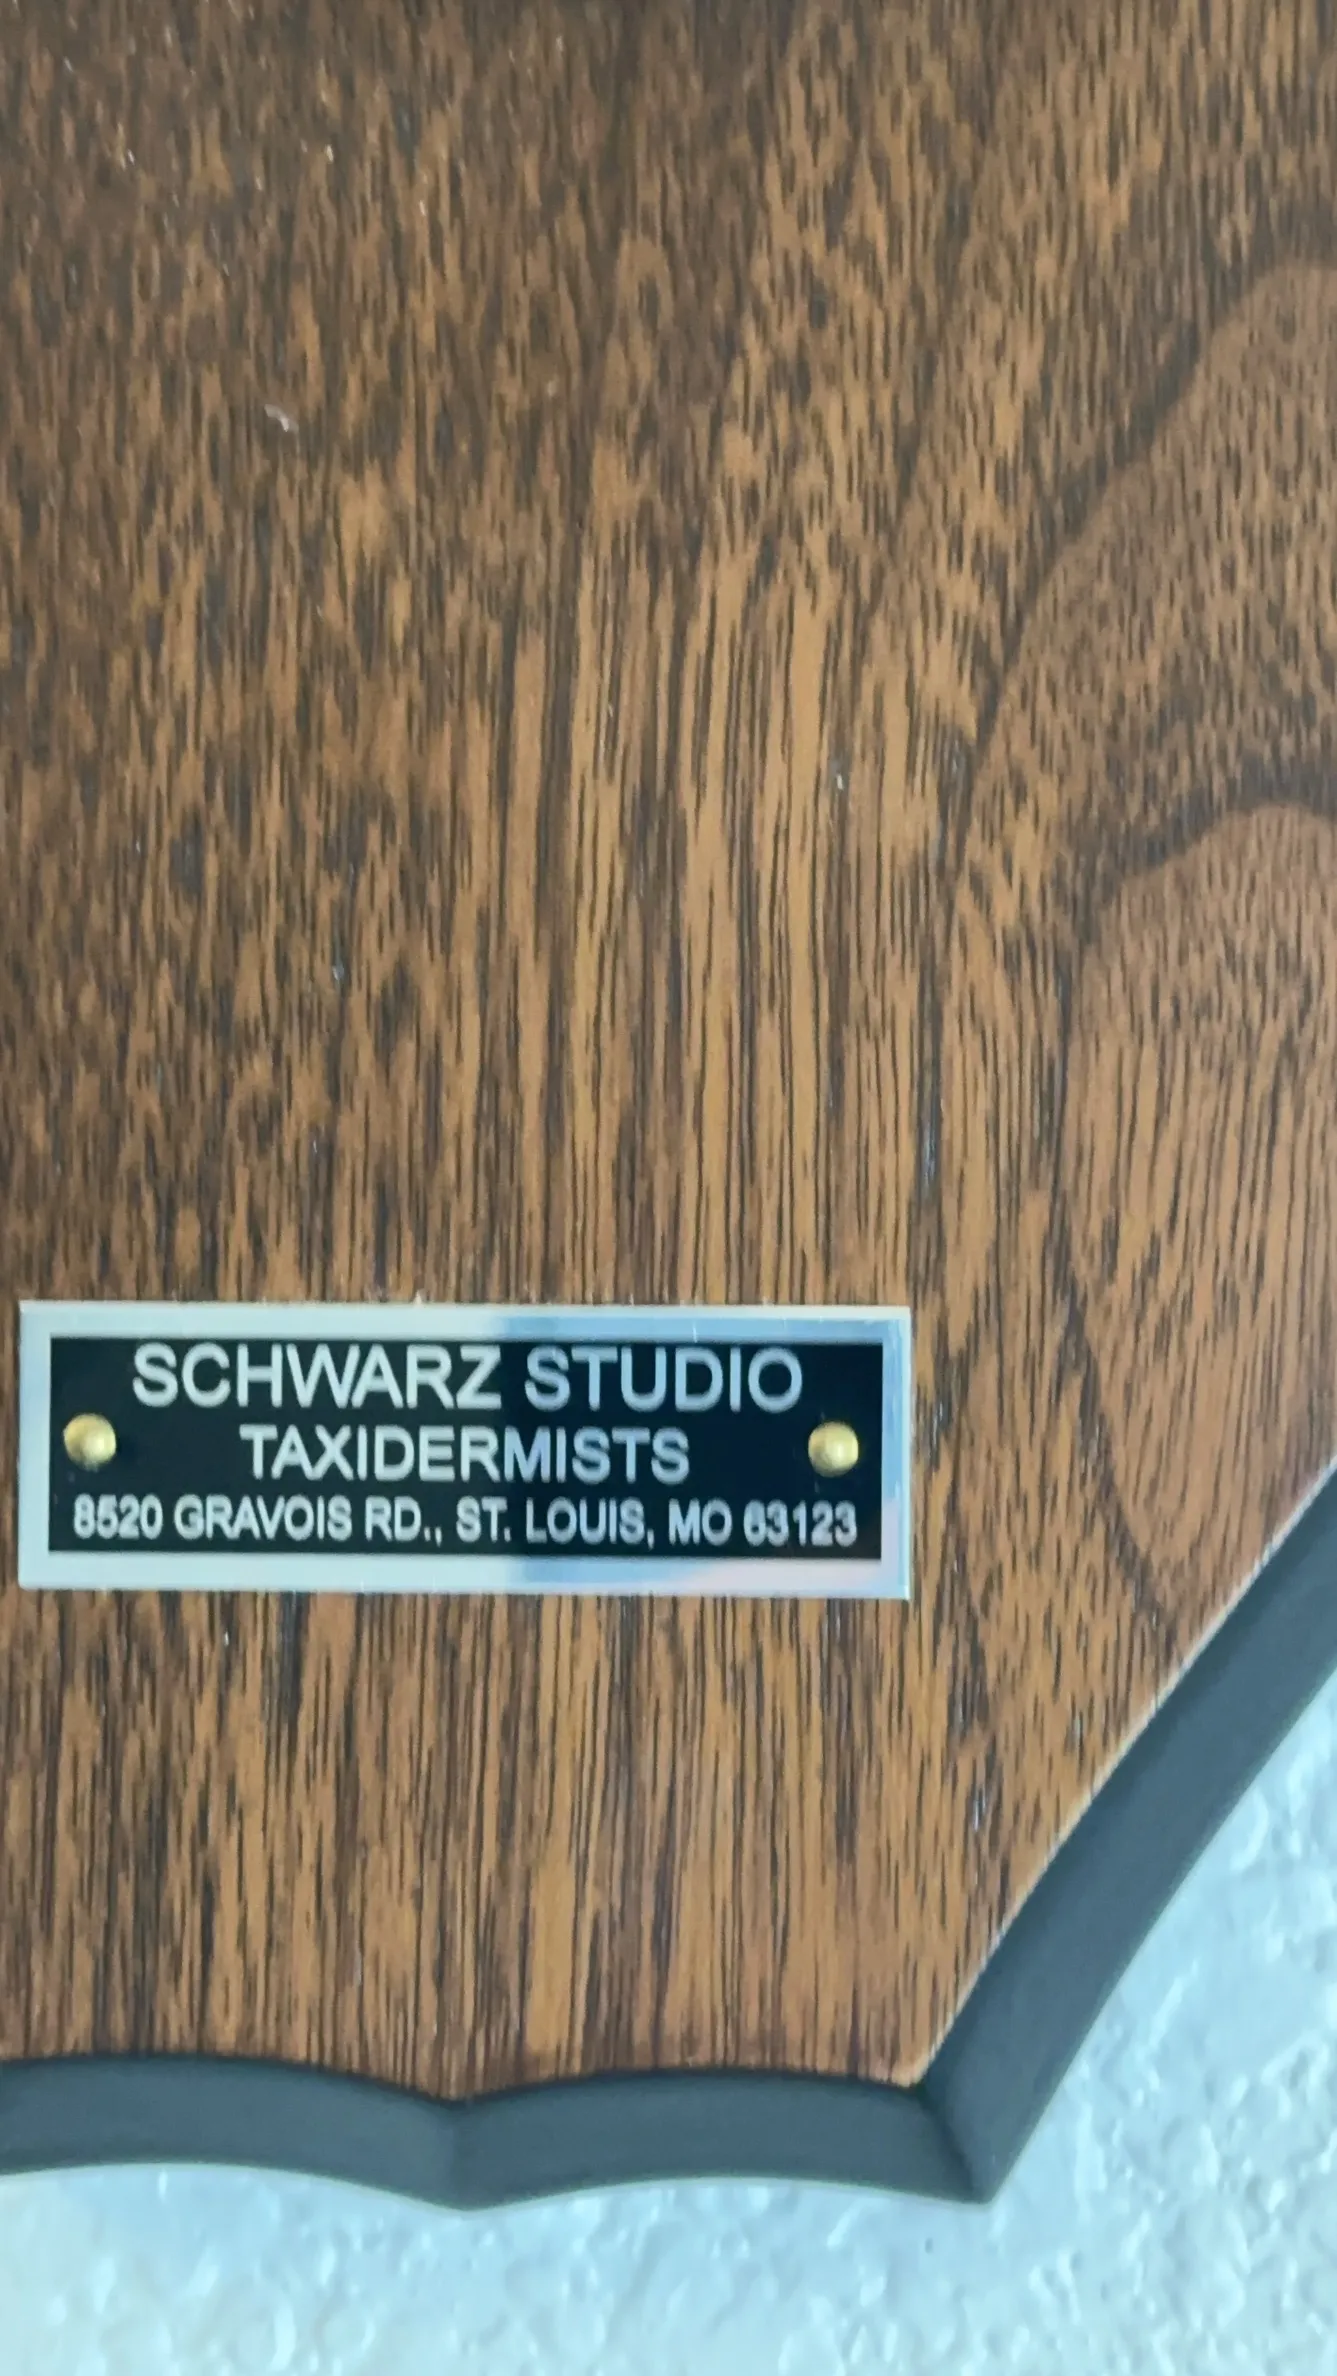 SCHWARZ STUDIO
TAXIDERMISTS
8520 GRAVOIS RD., ST. LOUIS, MO 63123